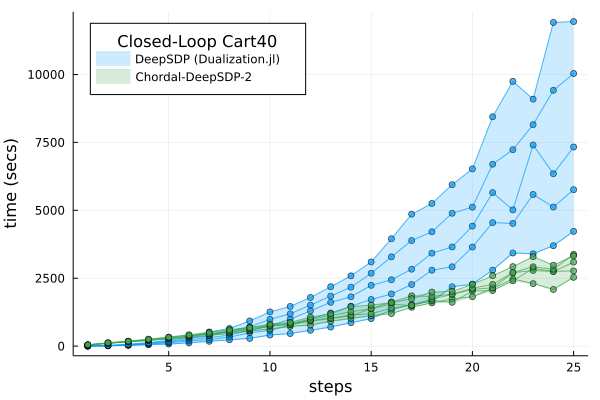 Closed-Loop Cart40
DeepSDP (Dualization.jl)
Chordal-DeepSDP-2
10000
7500
5000
2500
0
time (secs)
5
10
15
20
25
steps